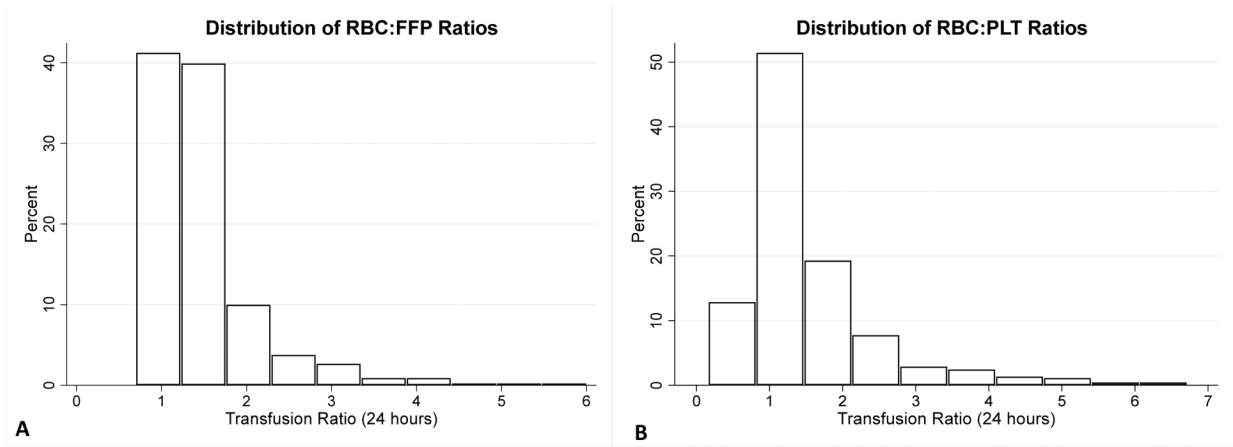 Distribution of RBC:FFP Ratios
40
30
20
10
0
Percent
0 1 2 3 4 5 6
Transfusion Ratio (24 hours)
A
Distribution of RBC:PLT Ratios
50
40
30
20
10
0
Percent
0 1 2 3 4 5 6 7
Transfusion Ratio (24 hours)
B